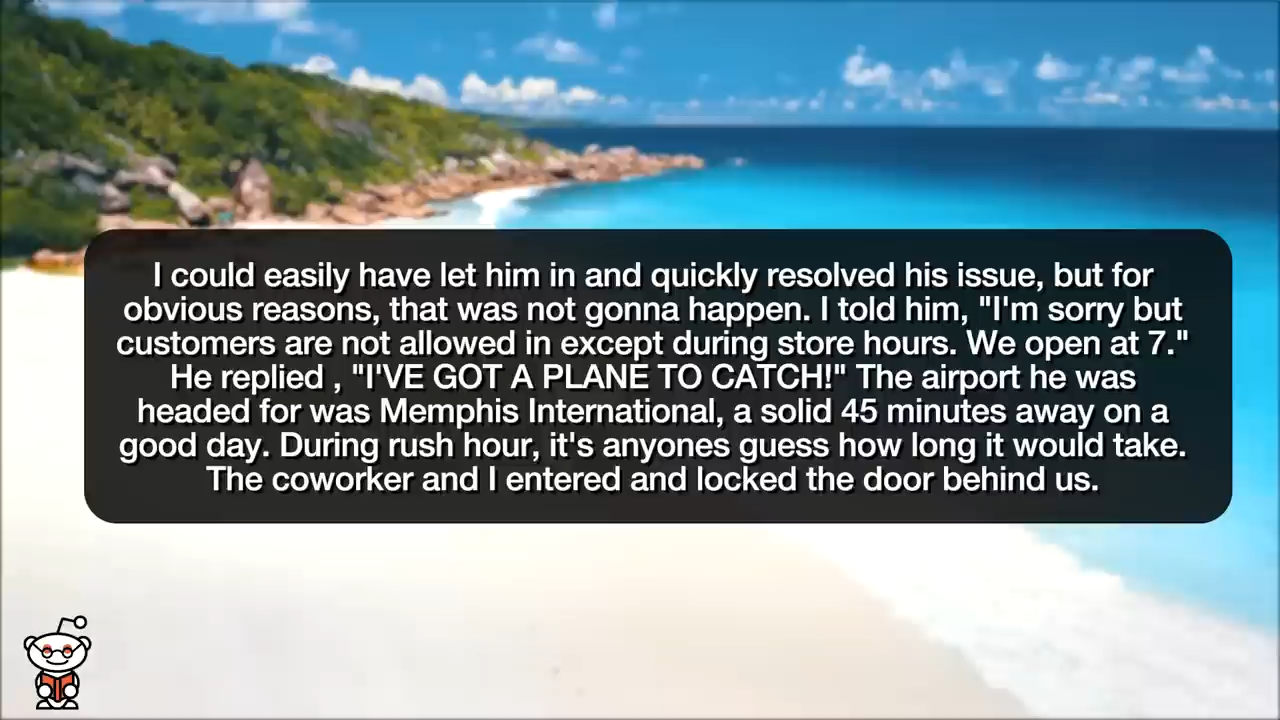 I could easily have let him in and quickly resolved his issue, but for
obvious reasons, that was not gonna happen. I told him, "I'm sorry but
customers are not allowed in except during store hours. We open at 7."
He replied , "I'VE GOT A PLANE TO CATCH!" The airport he was
headed for was Memphis International, a solid 45 minutes away on a
good day. During rush hour, it's anyones guess how long it would take.
The coworker and I entered and locked the door behind us.